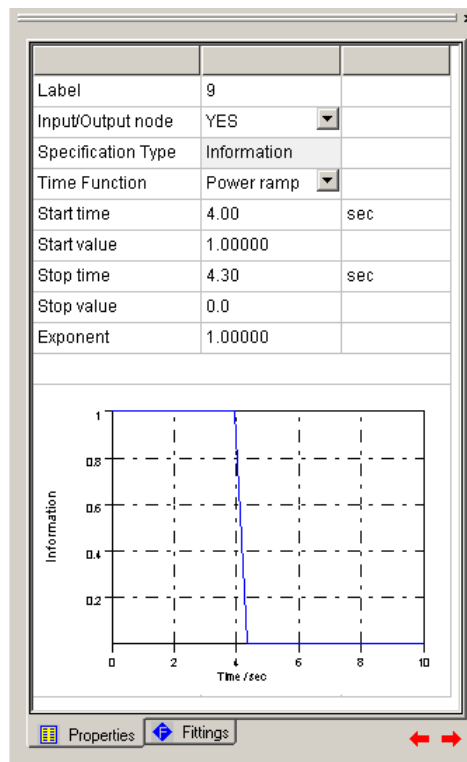 Label 9
Input/Output node YES
Specification Type Information
Time Function Power ramp
Start time 4.00 sec
Start value 1.00000
Stop time 4.30 sec
Stop value 0.0
Exponent 1.00000
1
0.8
0.6
0.4
0.2
Information
0 2 4 6 8 10
Time /sec
Properties Fittings